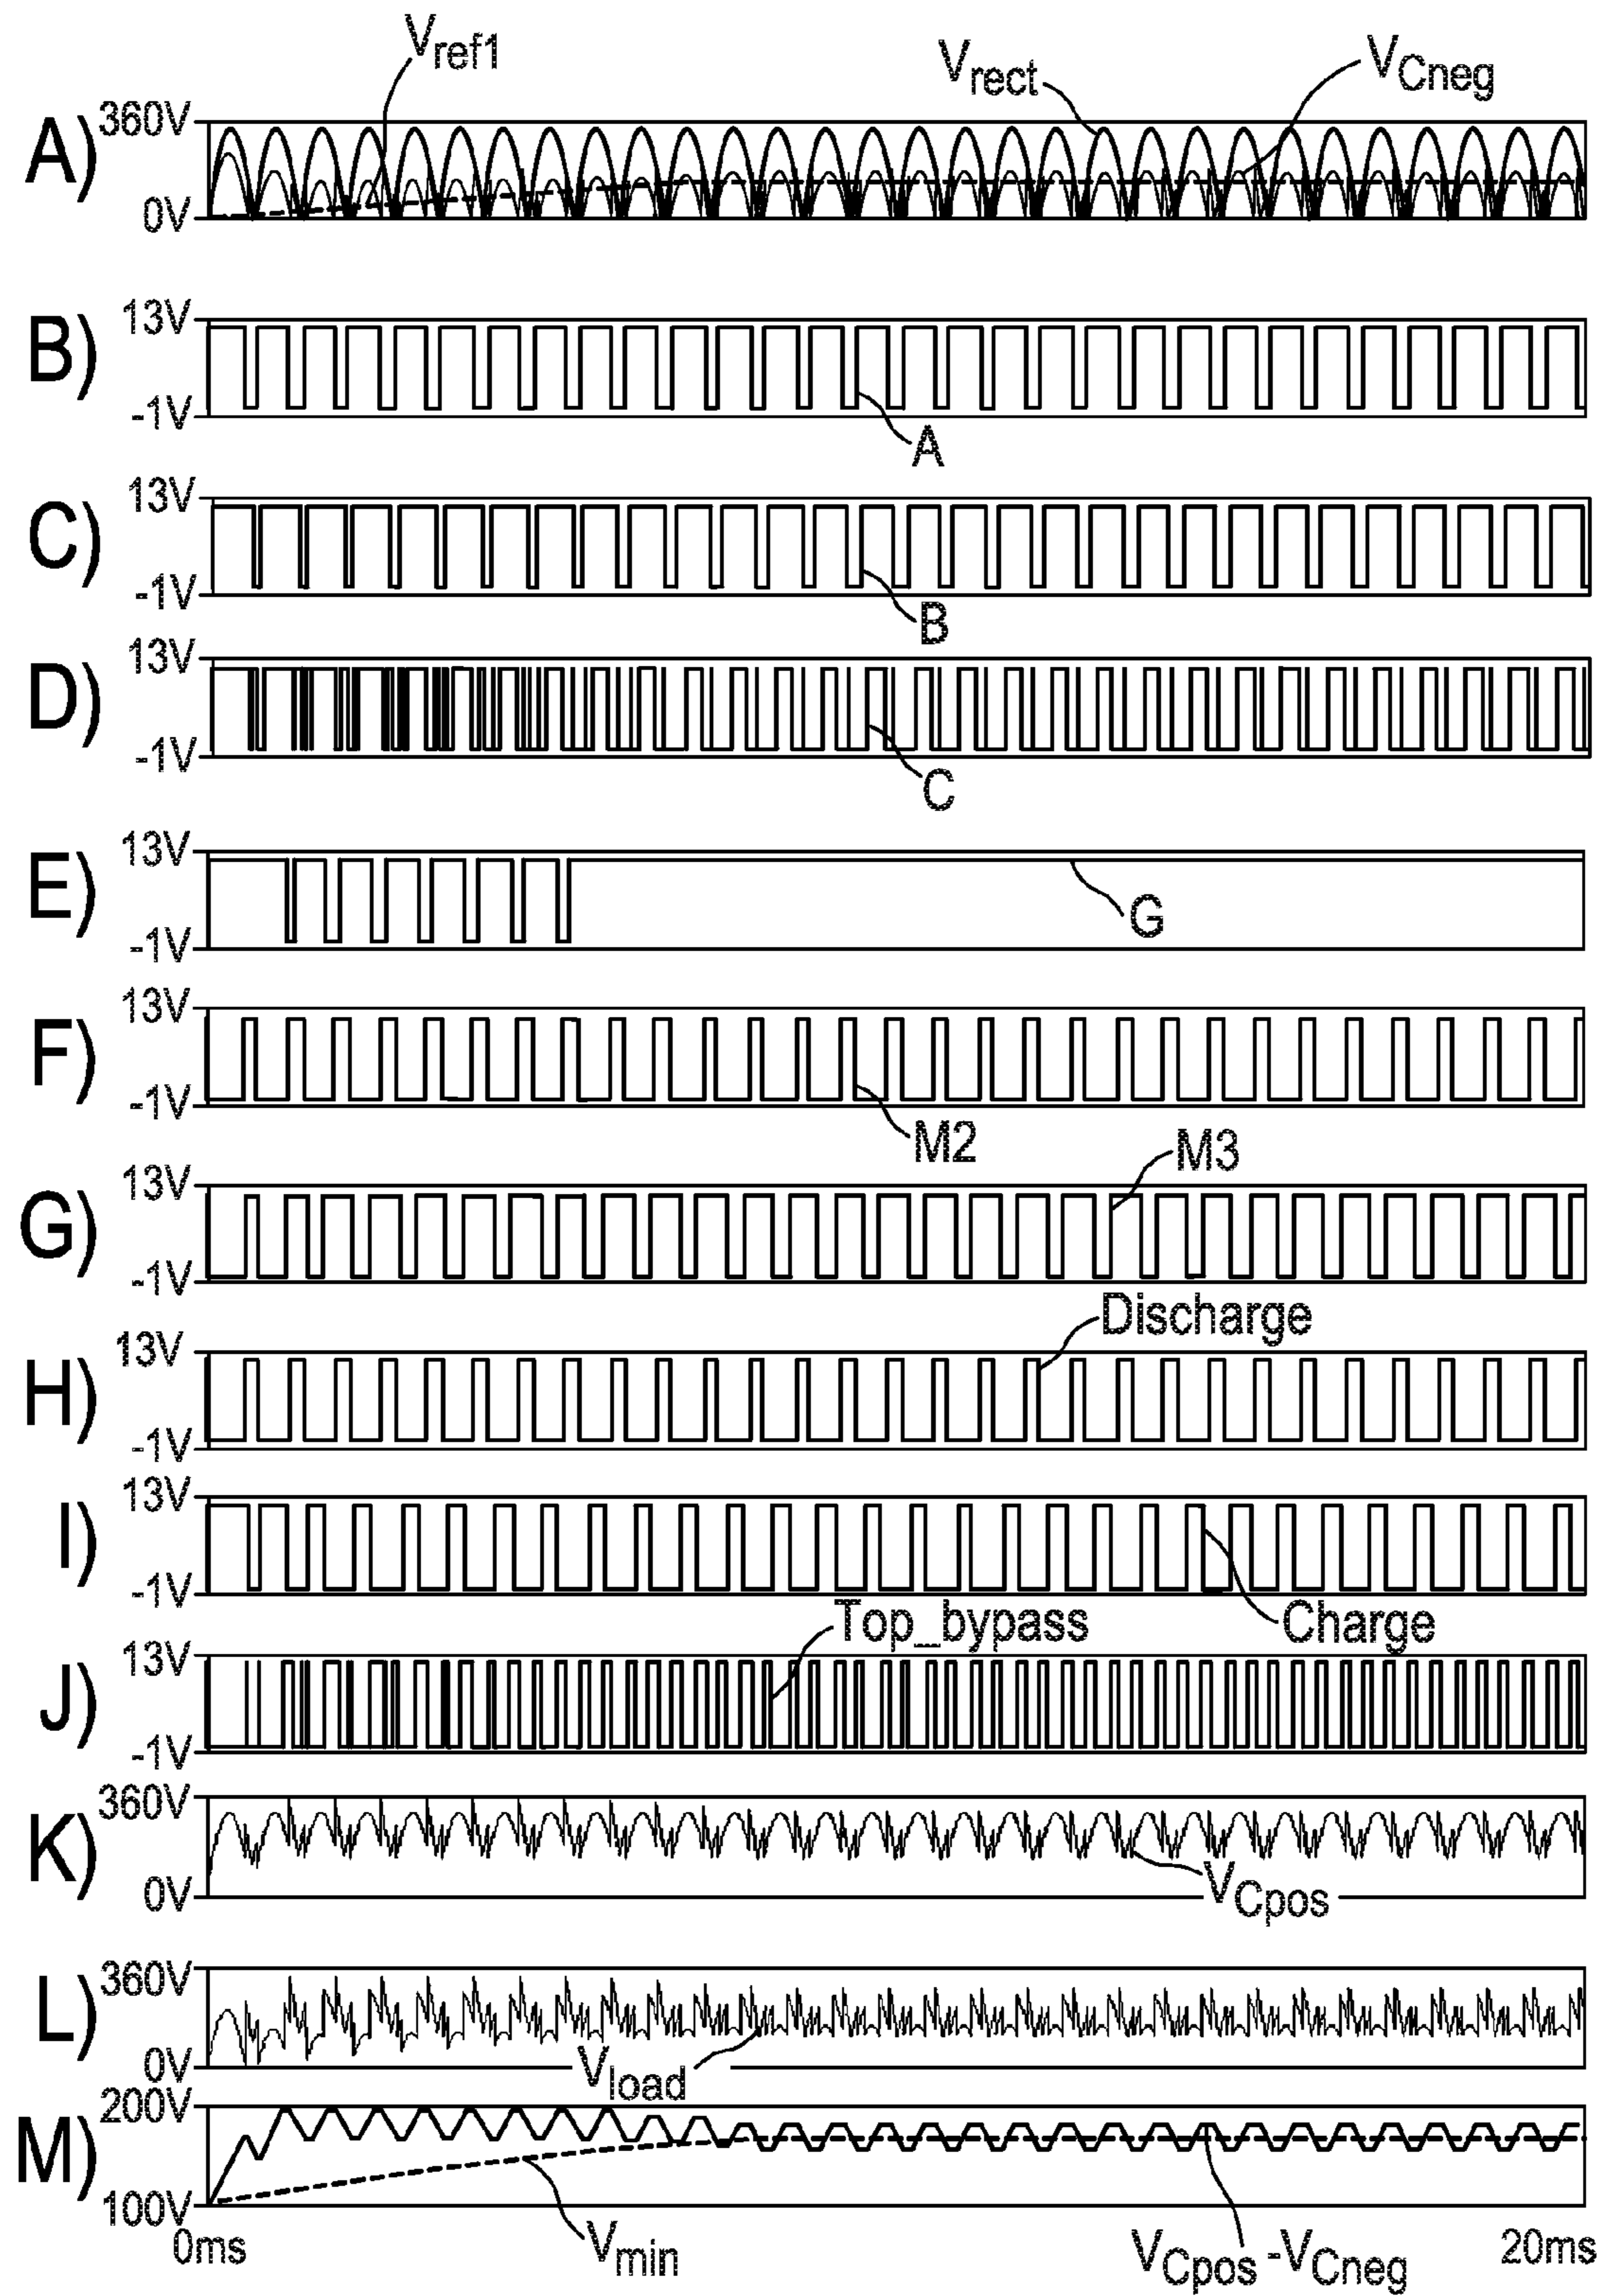 Vref1
Vrect
VCneg
A)
360V
0V
B)
13V
-1V
A
C)
13V
-1V
B
D)
13V
-1V
C
E)
13V
-1V
G
F)
13V
-1V
M2
M3
G)
13V
-1V
Discharge
H)
13V
-1V
I)
13V
-1V
Top_bypass
Charge
J)
13V
-1V
K)
360V
0V
VCpos
L)
360V
0V
Vload
M)
200V
100V
0ms
Vmin
VCpos -VCneg
20ms